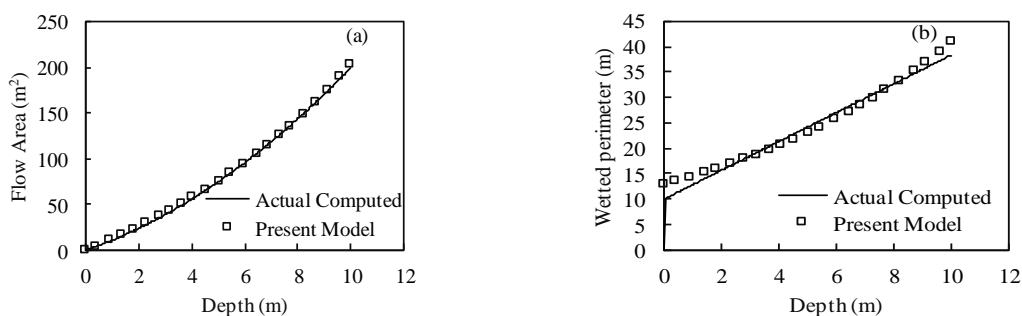 (a)
Flow Area (m²)
250
200
150
100
50
0
Actual Computed
Present Model
0 2 4 6 8 10 12
Depth (m)
(b)
Wetted perimeter (m)
45
40
35
30
25
20
15
10
5
0
Actual Computed
Present Model
0 2 4 6 8 10 12
Depth (m)